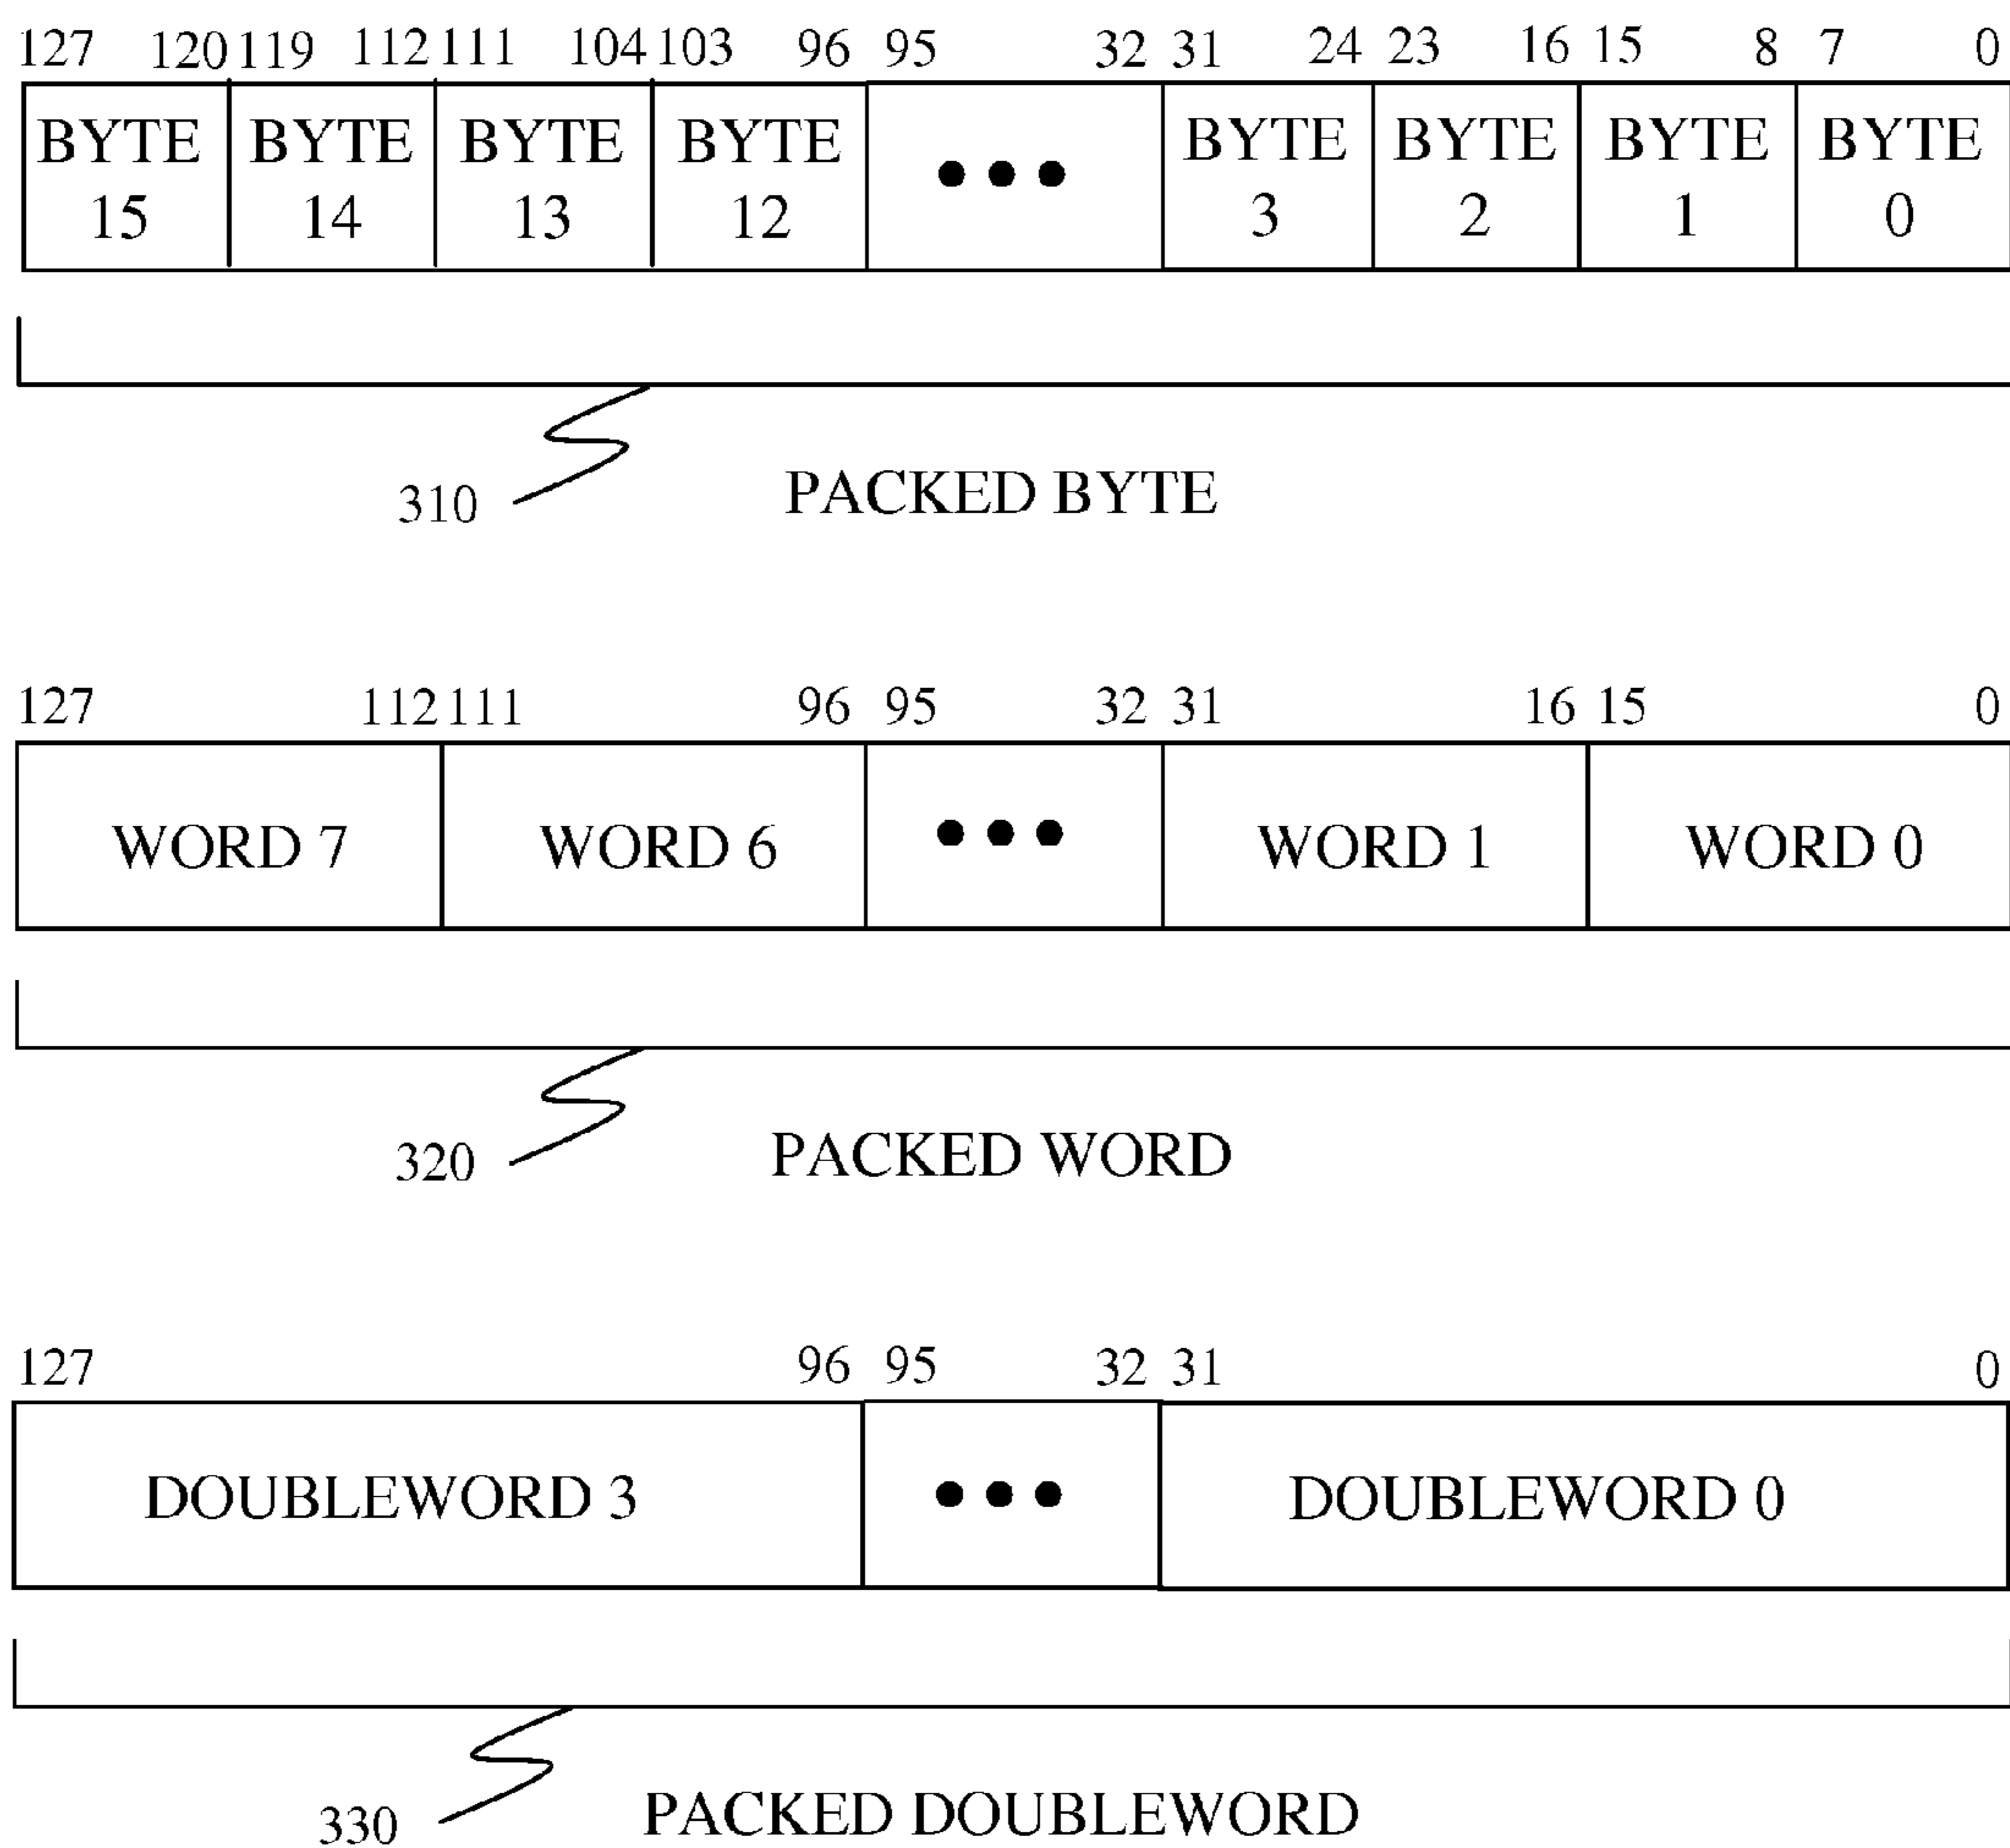 127 120 119 112 111 104 103 96 95 32 31 24 23 16 15 8 7 0
BYTE BYTE BYTE BYTE ••• BYTE BYTE BYTE BYTE
15 14 13 12 3 2 1 0
310 PACKED BYTE
127 112 111 96 95 32 31 16 15 0
WORD 7 WORD 6 ••• WORD 1 WORD 0
320 PACKED WORD
127 96 95 32 31 0
DOUBLEWORD 3 ••• DOUBLEWORD 0
330 PACKED DOUBLEWORD